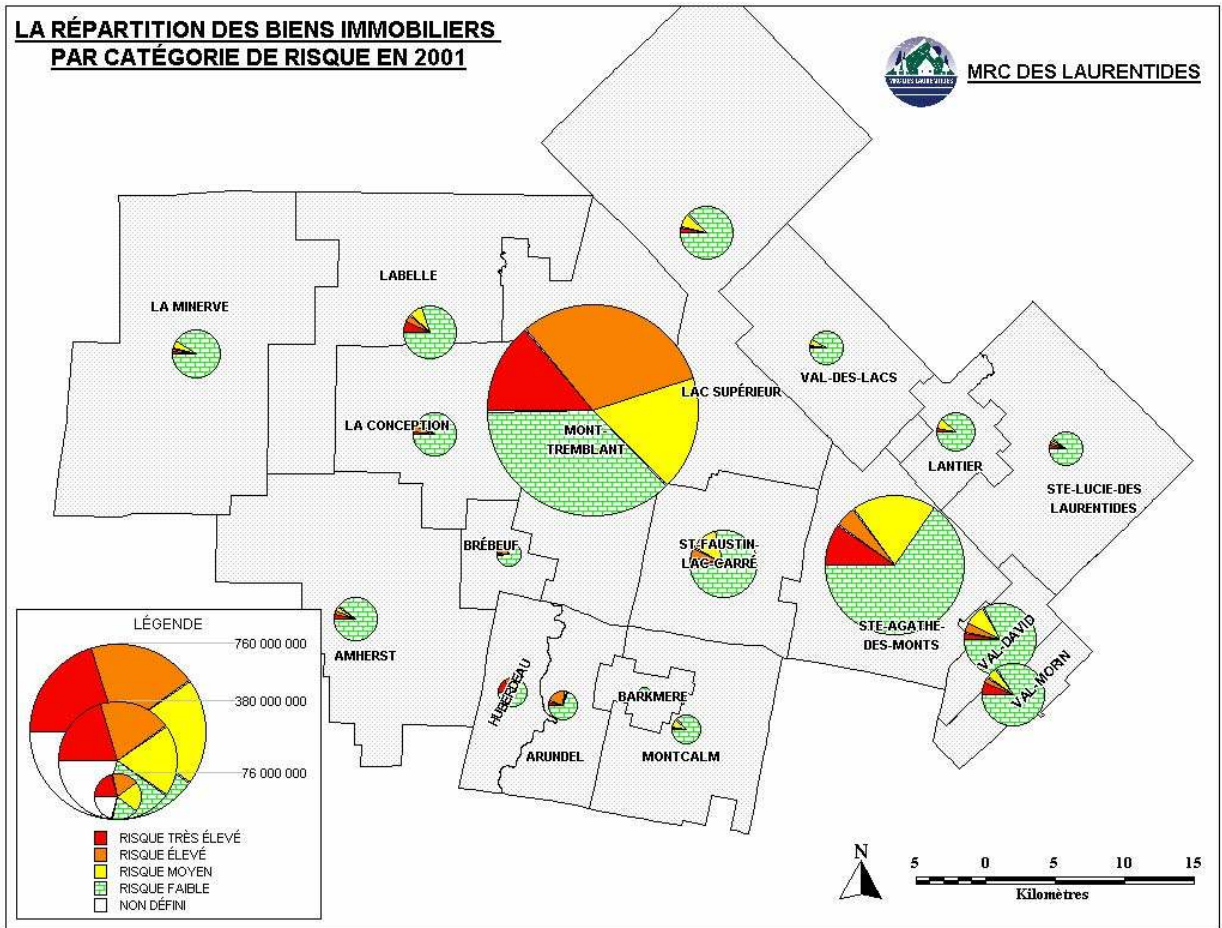 LA RÉPARTITION DES BIENS IMMOBILIERS
PAR CATÉGORIE DE RISQUE EN 2001
MRC DES LAURENTIDES
MRC DES LAURENTIDES
LABELLE
LA MINERVE
VAL-DES-LACS
LAC SUPÉRIEUR
LA CONCEPTION
MONT-
TREMBLANT
LANTIER
STE-LUCIE-DES
LAURENTIDES
BRÉBEUF
ST-FAUSTIN-
LAC-CARRÉ
STE-AGATHE-
DES-MONTS
VAL-DAVID
VAL-MORIN
AMHERST
HUBERDEAU
BARKMERE
ARUNDEL
MONTCALM
LÉGENDE
760 000 000
380 000 000
76 000 000
RISQUE TRÈS ÉLEVÉ
RISQUE ÉLEVÉ
RISQUE MOYEN
RISQUE FAIBLE
NON DÉFINI
N
5 0 5 10 15
Kilomètres